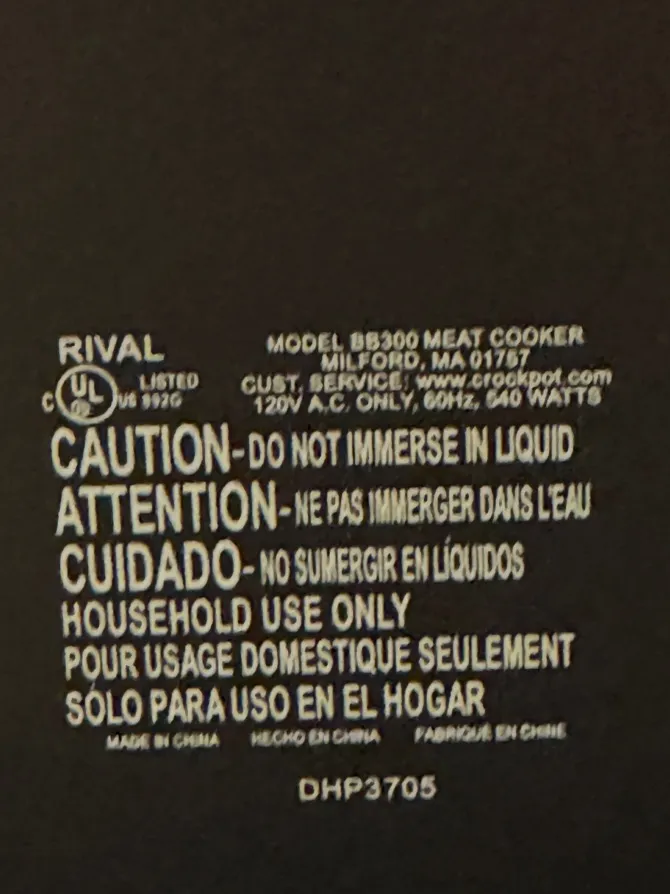 RIVAL
MODEL BB300 MEAT COOKER
MILFORD, MA 01757
C UL US LISTED 992G
CUST. SERVICE: www.crockpot.com
120V A.C. ONLY, 60Hz, 640 WATTS
CAUTION-DO NOT IMMERSE IN LIQUID
ATTENTION-NE PAS IMMERGER DANS L'EAU
CUIDADO-NO SUMERGIR EN LÍQUIDOS
HOUSEHOLD USE ONLY
POUR USAGE DOMESTIQUE SEULEMENT
SÓLO PARA USO EN EL HOGAR
MADE IN CHINA HECHO EN CHINA FABRIQUÉ EN CHINE
DHP3705